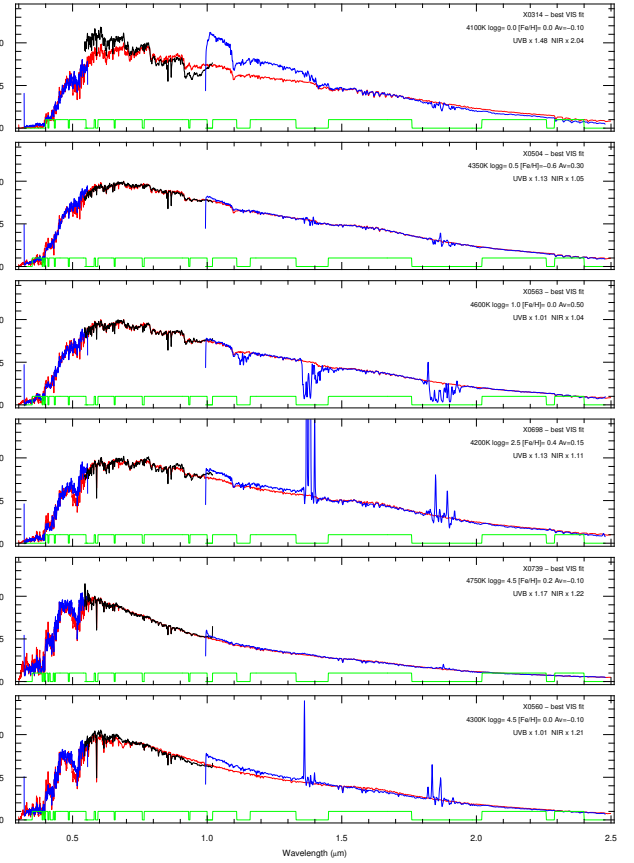 X0314 − best VIS fit
4100K logg= 0.0 [Fe/H]= 0.0 Av=−0.10
UVB x 1.48 NIR x 2.04
X0504 − best VIS fit
4350K logg= 0.5 [Fe/H]=−0.6 Av=0.30
UVB x 1.13 NIR x 1.05
X0563 − best VIS fit
4600K logg= 1.0 [Fe/H]= 0.0 Av=0.50
UVB x 1.01 NIR x 1.04
X0698 − best VIS fit
4200K logg= 2.5 [Fe/H]= 0.4 Av=0.15
UVB x 1.13 NIR x 1.11
X0739 − best VIS fit
4750K logg= 4.5 [Fe/H]= 0.2 Av=−0.10
UVB x 1.17 NIR x 1.22
X0560 − best VIS fit
4300K logg= 4.5 [Fe/H]= 0.0 Av=−0.10
UVB x 1.01 NIR x 1.21
0.5 1.0 1.5 2.0 2.5
Wavelength (μm)